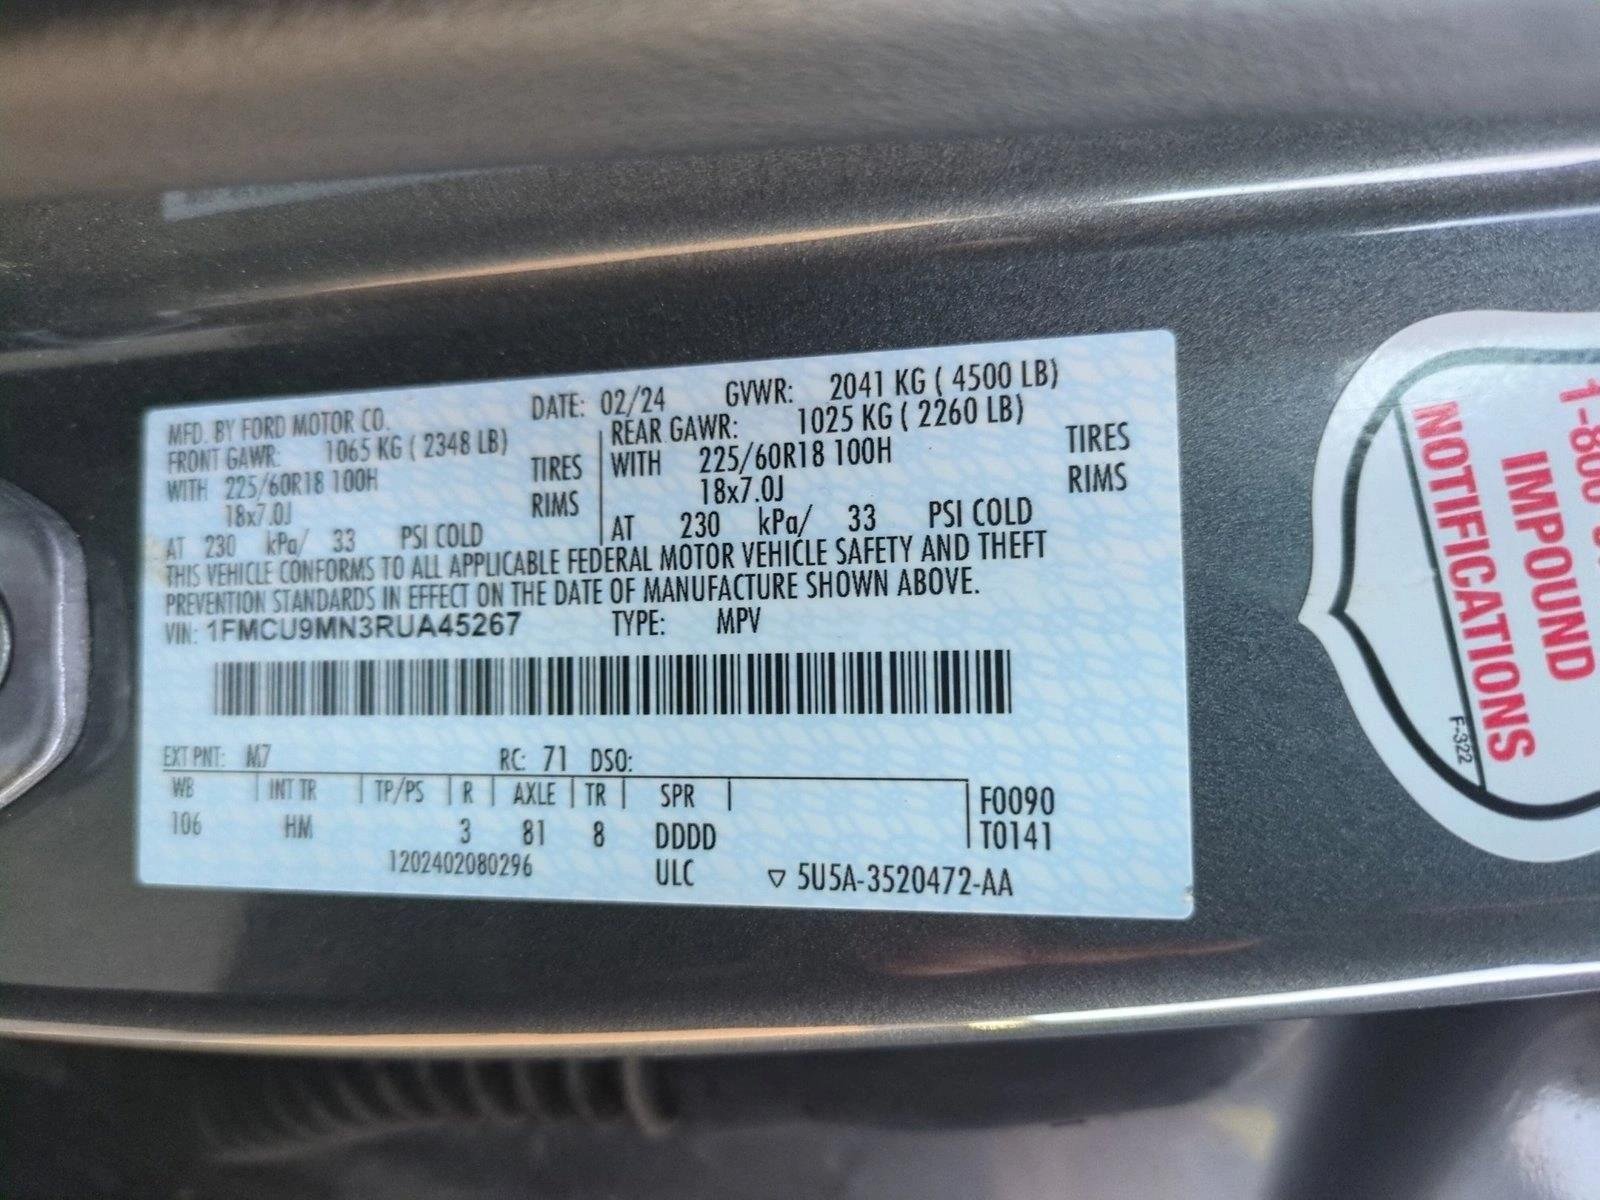 MFD. BY FORD MOTOR CO. DATE: 02/24 GVWR: 2041 KG ( 4500 LB)
FRONT GAWR: 1065 KG ( 2348 LB) REAR GAWR: 1025 KG ( 2260 LB)
WITH 225/60R18 100H TIRES WITH 225/60R18 100H TIRES
18x7.0J RIMS 18x7.0J RIMS
AT 230 kPa/ 33 PSI COLD AT 230 kPa/ 33 PSI COLD
THIS VEHICLE CONFORMS TO ALL APPLICABLE FEDERAL MOTOR VEHICLE SAFETY AND THEFT
PREVENTION STANDARDS IN EFFECT ON THE DATE OF MANUFACTURE SHOWN ABOVE.
VIN: 1FMCU9MN3RUA45267 TYPE: MPV
EXT PNT: M7 RC: 71 DSO:
WB INT TR TP/PS R AXLE TR SPR F0090
106 HM 3 81 8 DDDD T0141
1202402080296 ULC ▽ 5U5A-3520472-AA
1-800
IMPOUND
NOTIFICATIONS
F-322